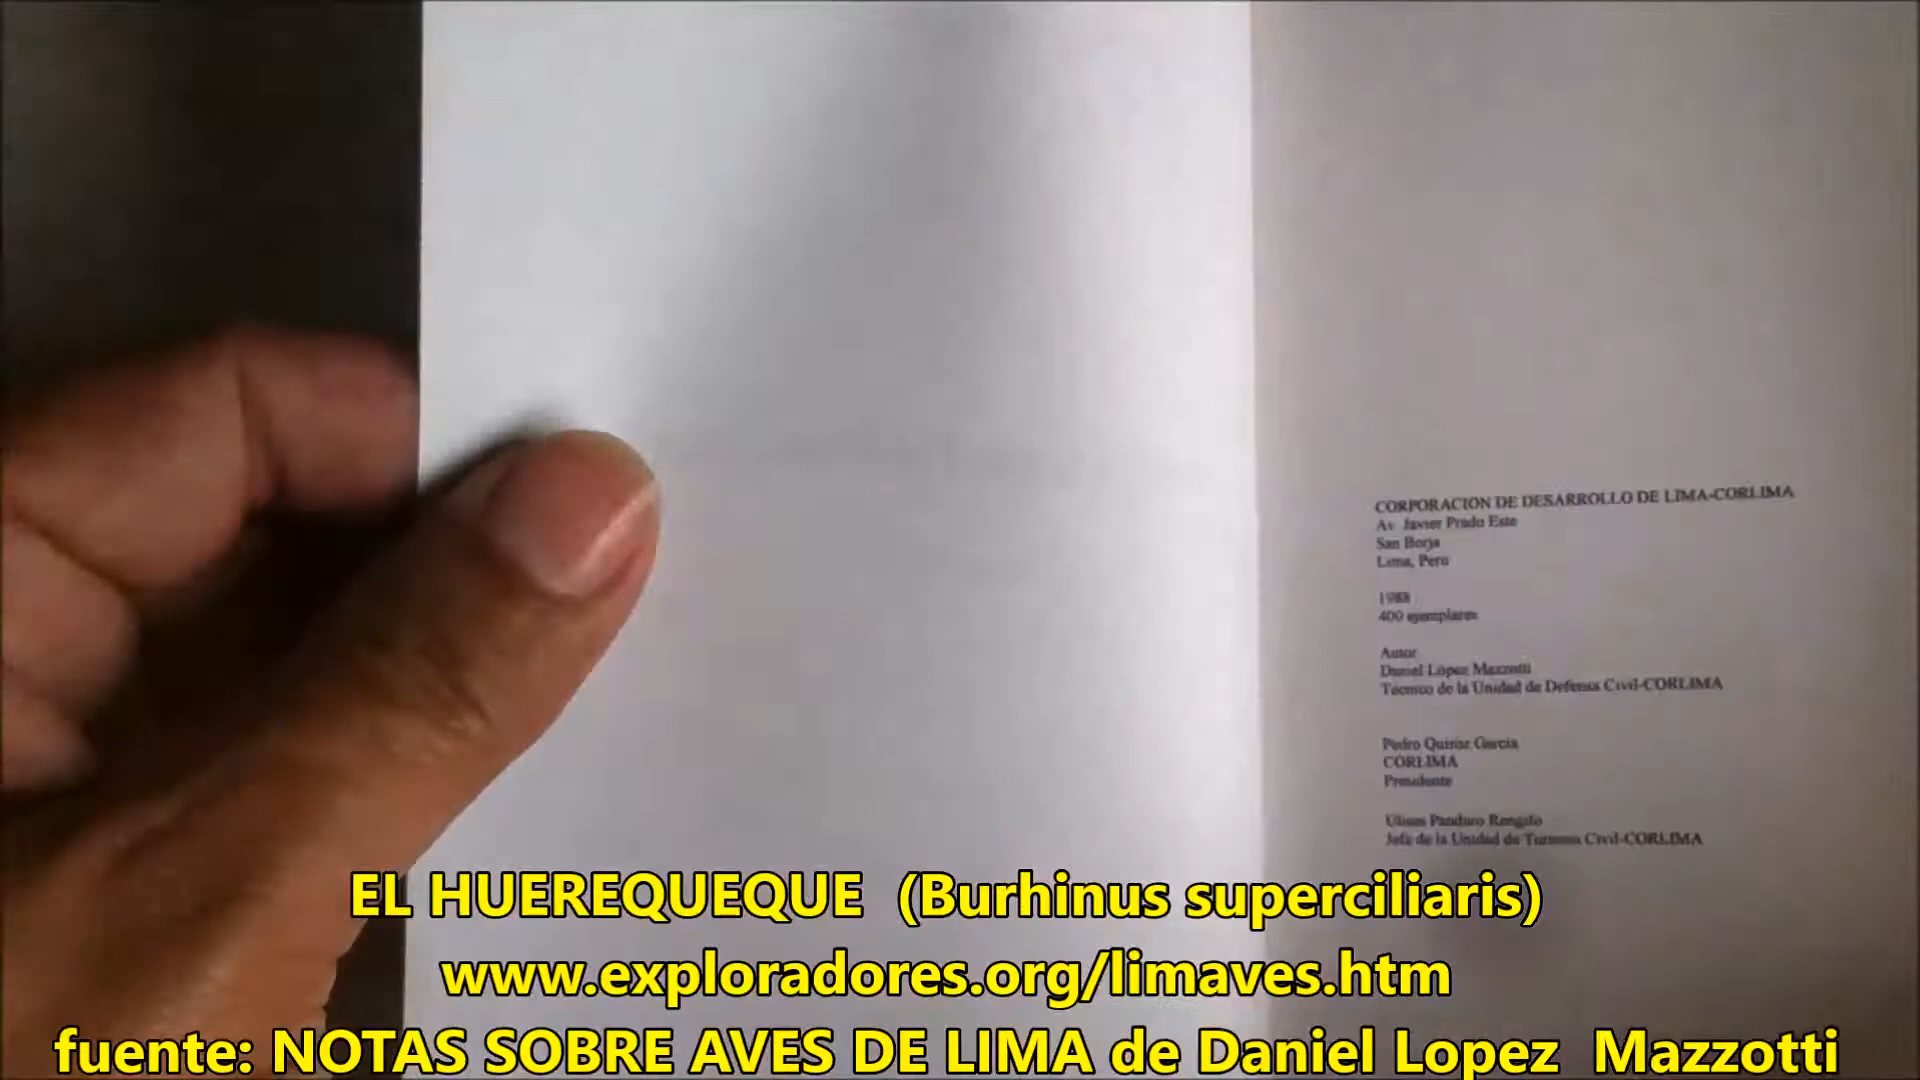 CORPORACION DE DESARROLLO DE LIMA-CORLIMA
Av. Javier Prado Este
San Borja
Lima, Peru
1988
400 ejemplares
Autor
Daniel López Mazzotti
Técnico de la Unidad de Defensa Civil-CORLIMA
Pedro Quiroz García
CORLIMA
Presidente
Ulises Panduro Rengifo
Jefe de la Unidad de Turismo Civil-CORLIMA
EL HUEREQUEQUE (Burhinus superciliaris)
www.exploradores.org/limaves.htm
fuente: NOTAS SOBRE AVES DE LIMA de Daniel Lopez Mazzotti